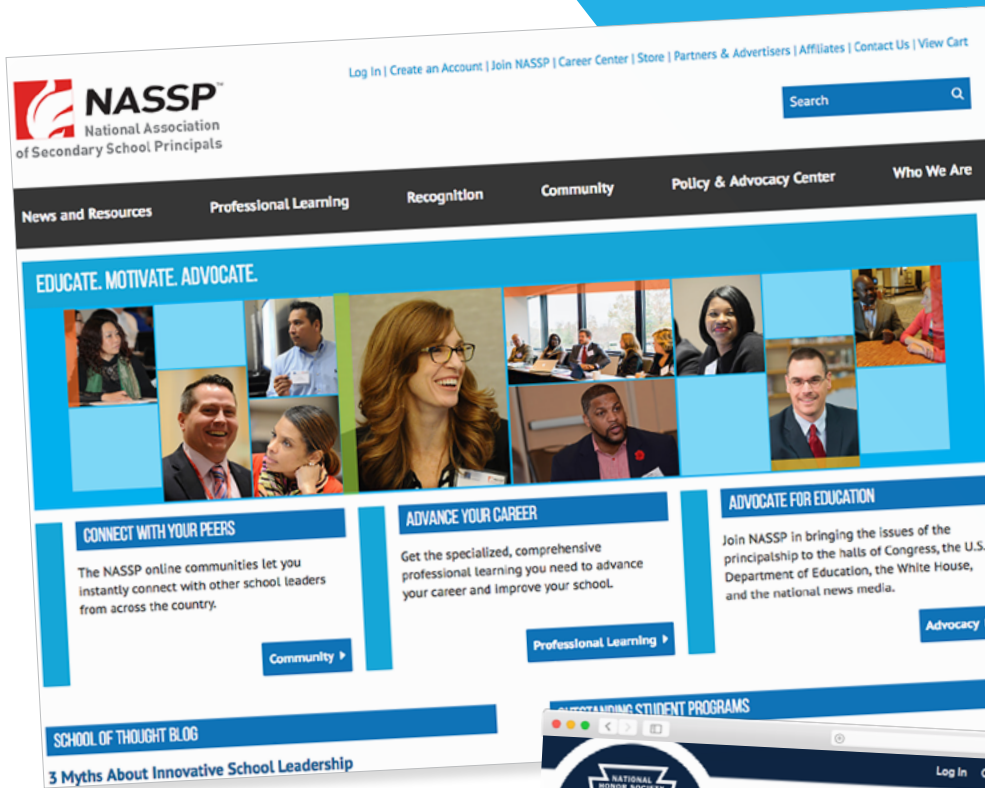 Log In | Create an Account | Join NASSP | Career Center | Store | Partners & Advertisers | Affiliates | Contact Us | View Cart
NASSP™
National Association
of Secondary School Principals
Search
News and Resources Professional Learning Recognition Community Policy & Advocacy Center Who We Are
EDUCATE. MOTIVATE. ADVOCATE.
CONNECT WITH YOUR PEERS
The NASSP online communities let you
instantly connect with other school leaders
from across the country.
Community
ADVANCE YOUR CAREER
Get the specialized, comprehensive
professional learning you need to advance
your career and improve your school.
Professional Learning
ADVOCATE FOR EDUCATION
Join NASSP in bringing the issues of the
principalship to the halls of Congress, the U.S.
Department of Education, the White House,
and the national news media.
Advocacy
SCHOOL OF THOUGHT BLOG
3 Myths About Innovative School Leadership
OUTSTANDING STUDENT PROGRAMS
NATIONAL
HONOR SOCIETY
Log In